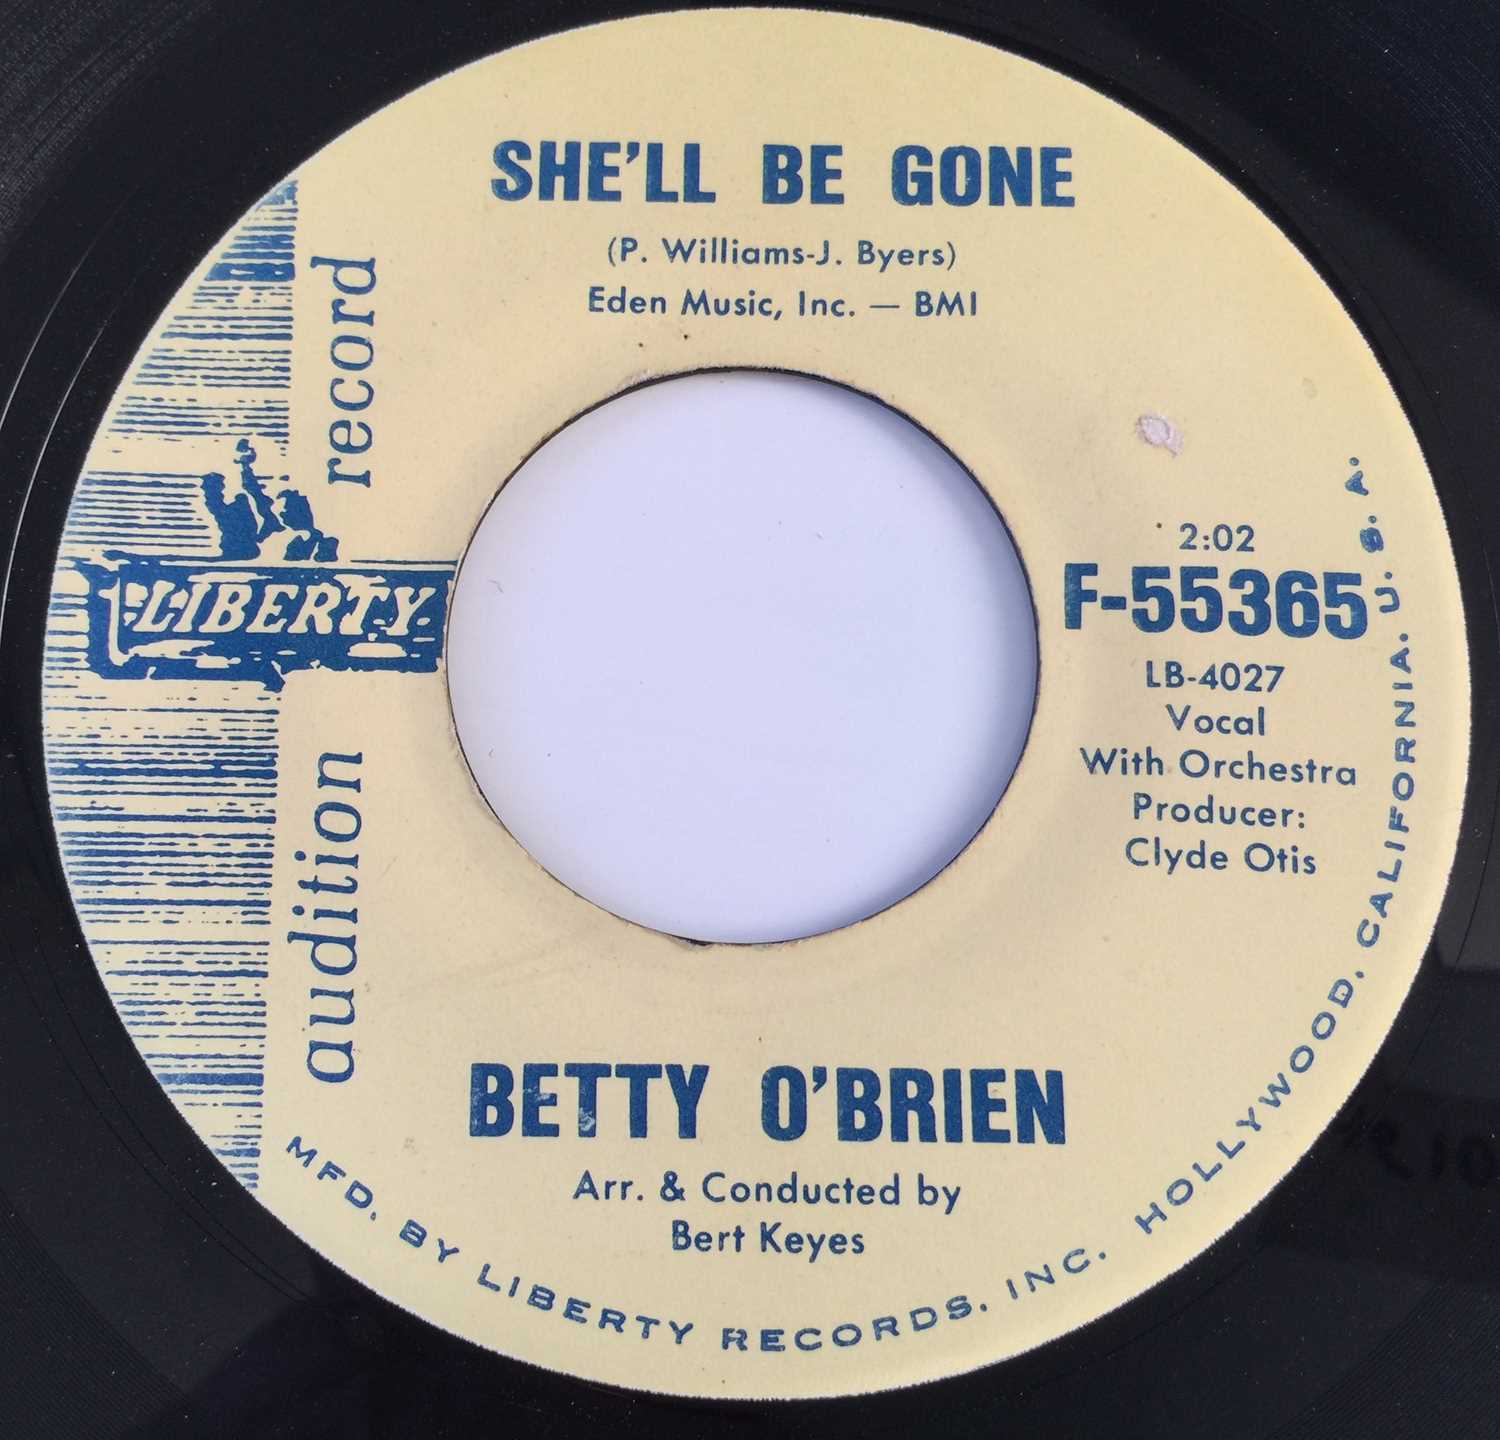 SHE'LL BE GONE
(P. Williams-J. Byers)
Eden Music, Inc. — BMI
audition record
LIBERTY
2:02
F-55365
LB-4027
Vocal
With Orchestra
Producer:
Clyde Otis
BETTY O'BRIEN
Arr. & Conducted by
Bert Keyes
MFD. BY LIBERTY RECORDS, INC. HOLLYWOOD, CALIFORNIA. U. S. A.